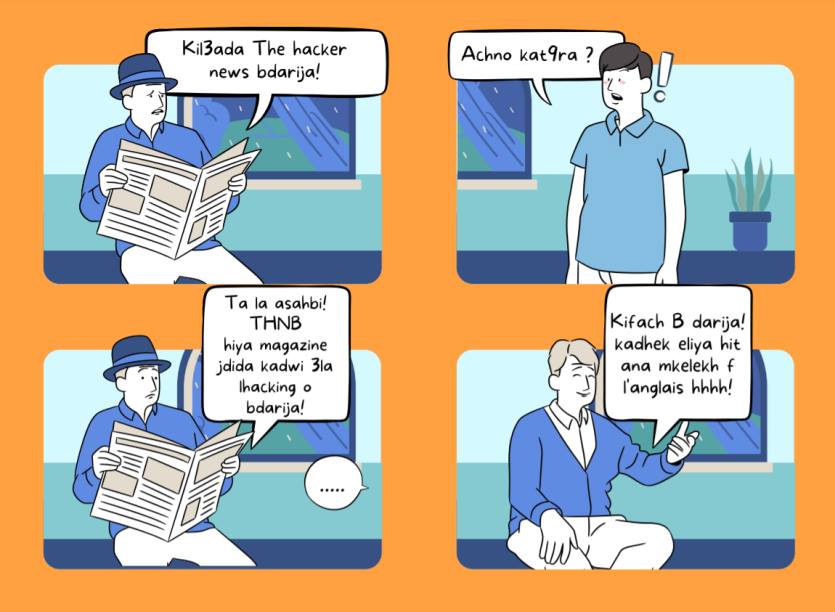 Kil3ada The hacker
news bdarija!
Achno kat9ra ?
!
Ta la asahbi!
THNB
hiya magazine
jdida kadwi 3la
lhacking o
bdarija!
.....
Kifach B darija!
kadhek eliya hit
ana mkelekh f
l'anglais hhhh!